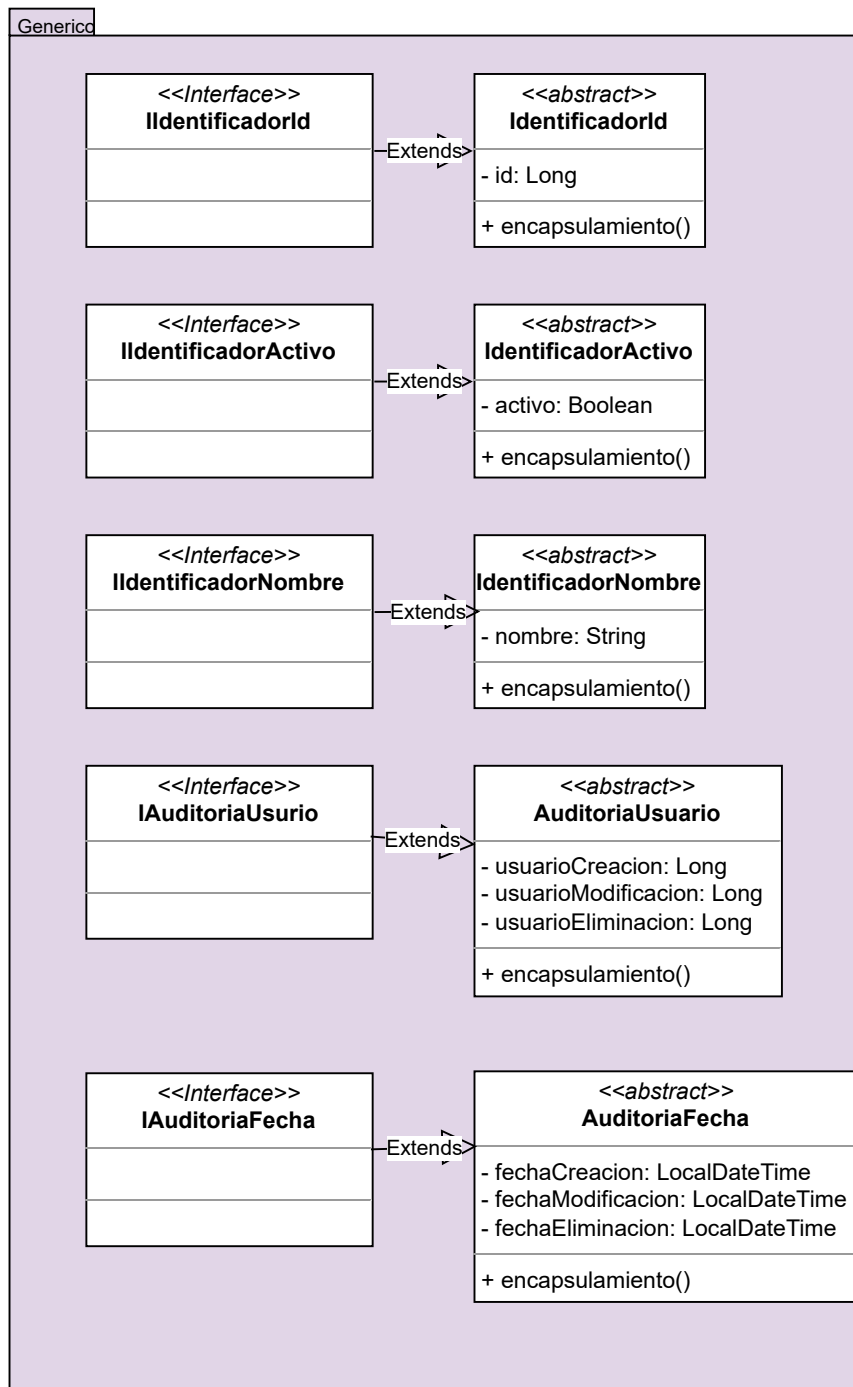 Generico
<<Interface>>
IIdentificadorId
Extends
<<abstract>>
IdentificadorId
- id: Long
+ encapsulamiento()
<<Interface>>
IIdentificadorActivo
Extends
<<abstract>>
IdentificadorActivo
- activo: Boolean
+ encapsulamiento()
<<Interface>>
IIdentificadorNombre
Extends
<<abstract>>
IdentificadorNombre
- nombre: String
+ encapsulamiento()
<<Interface>>
IAuditoriaUsurio
Extends
<<abstract>>
AuditoriaUsuario
- usuarioCreacion: Long
- usuarioModificacion: Long
- usuarioEliminacion: Long
+ encapsulamiento()
<<Interface>>
IAuditoriaFecha
Extends
<<abstract>>
AuditoriaFecha
- fechaCreacion: LocalDateTime
- fechaModificacion: LocalDateTime
- fechaEliminacion: LocalDateTime
+ encapsulamiento()